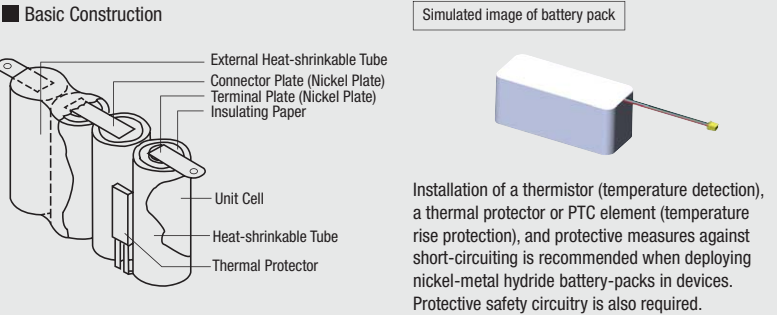 ■ Basic Construction
External Heat-shrinkable Tube
Connector Plate (Nickel Plate)
Terminal Plate (Nickel Plate)
Insulating Paper
Unit Cell
Heat-shrinkable Tube
Thermal Protector
Simulated image of battery pack
Installation of a thermistor (temperature detection),
a thermal protector or PTC element (temperature
rise protection), and protective measures against
short-circuiting is recommended when deploying
nickel-metal hydride battery-packs in devices.
Protective safety circuitry is also required.